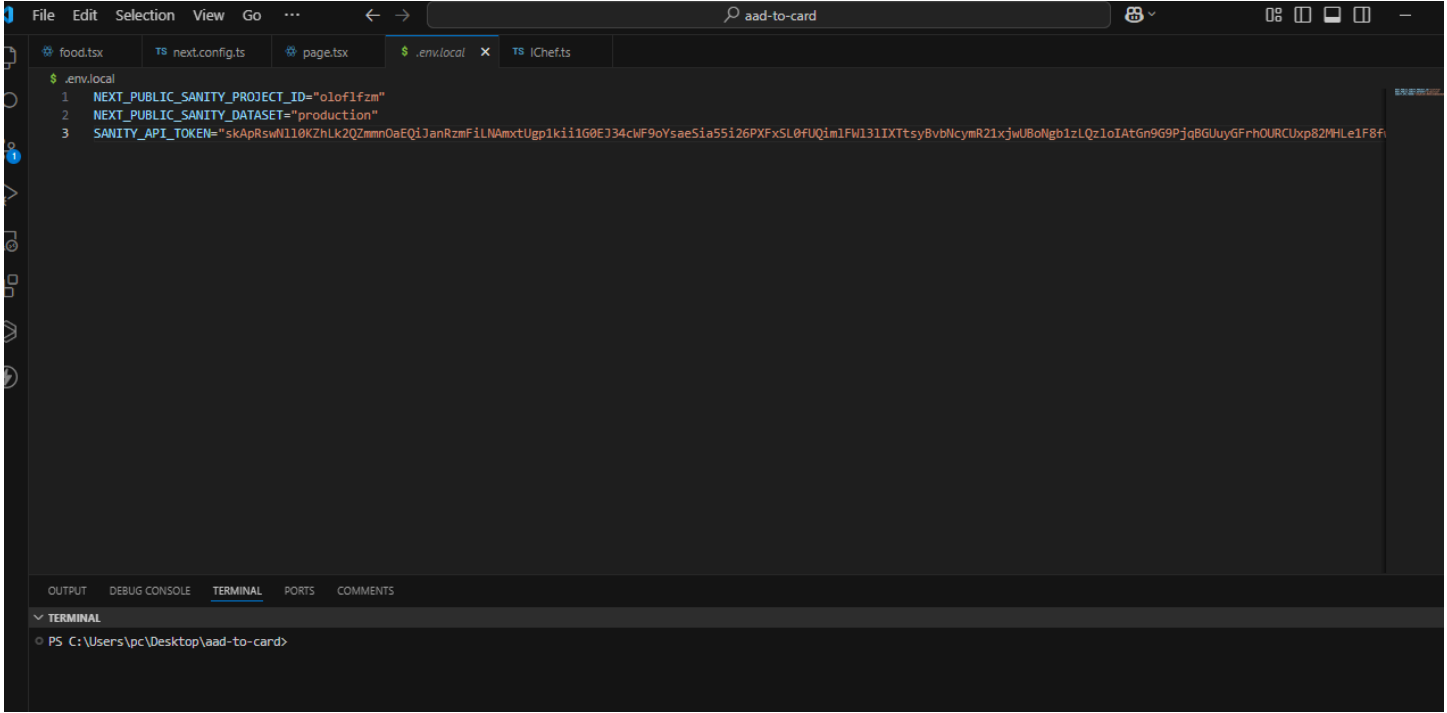 File Edit Selection View Go ··· ← → aad-to-card
food.tsx TS next.config.ts page.tsx $ .env.local × TS IChef.ts
$ .env.local
1 NEXT_PUBLIC_SANITY_PROJECT_ID="oloflfzm"
2 NEXT_PUBLIC_SANITY_DATASET="production"
3 SANITY_API_TOKEN="
1
OUTPUT DEBUG CONSOLE TERMINAL PORTS COMMENTS
TERMINAL
PS C:\Users\pc\Desktop\aad-to-card>